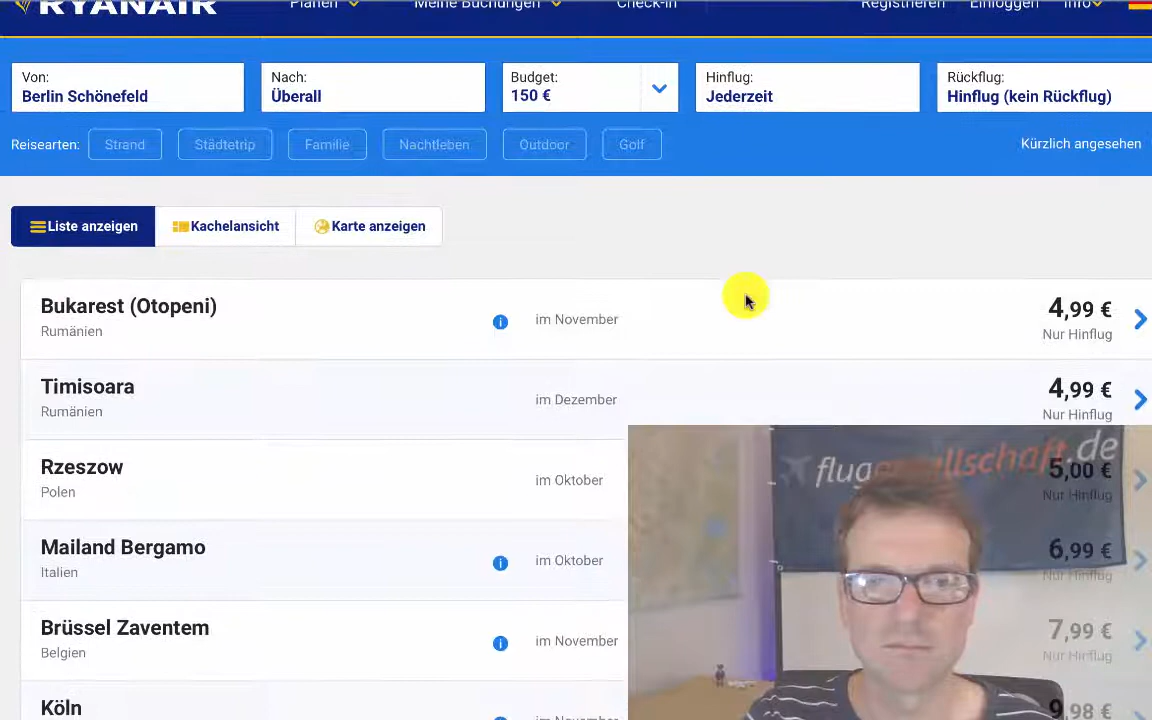 RYANAIR
Planen Meine Buchungen Check-in Registrieren Einloggen Info
Von: Nach: Budget: Hinflug: Rückflug:
Berlin Schönefeld Überall 150 € Jederzeit Hinflug (kein Rückflug)
Reisearten: Strand Städtetrip Familie Nachtleben Outdoor Golf Kürzlich angesehen
Liste anzeigen Kachelansicht Karte anzeigen
Bukarest (Otopeni) im November 4,99 €
Rumänien Nur Hinflug
Timisoara im Dezember 4,99 €
Rumänien Nur Hinflug
flugesellschaft.de
Rzeszow im Oktober 5,00 €
Polen Nur Hinflug
Mailand Bergamo im Oktober 6,99 €
Italien Nur Hinflug
Brüssel Zaventem im November 7,99 €
Belgien Nur Hinflug
Köln im November 9,98 €